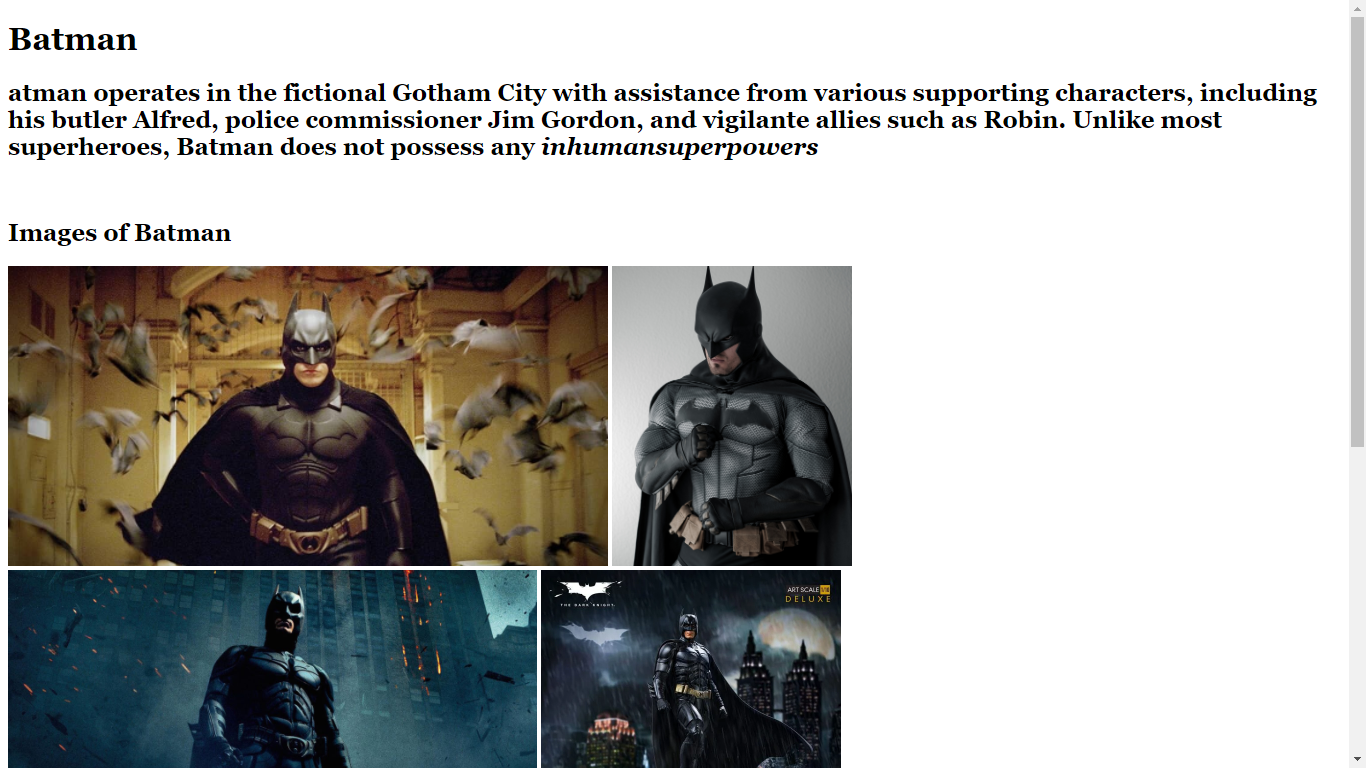 Batman
atman operates in the fictional Gotham City with assistance from various supporting characters, including
his butler Alfred, police commissioner Jim Gordon, and vigilante allies such as Robin. Unlike most
superheroes, Batman does not possess any inhumansuperpowers
Images of Batman
THE DARK KNIGHT
ART SCALE 1/10
DELUXE